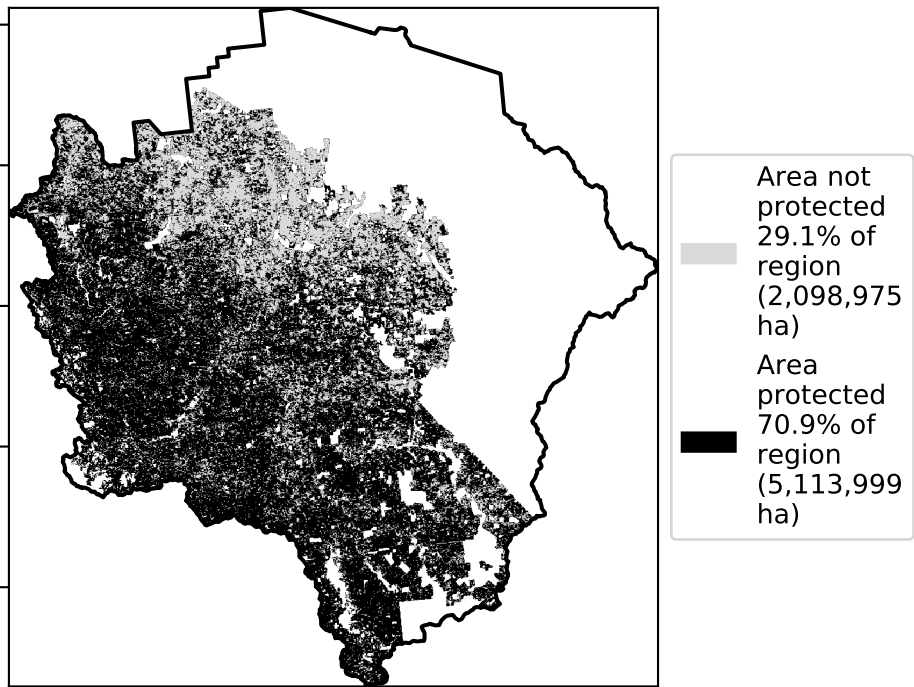 Area not
protected
29.1% of
region
(2,098,975
ha)
Area
protected
70.9% of
region
(5,113,999
ha)